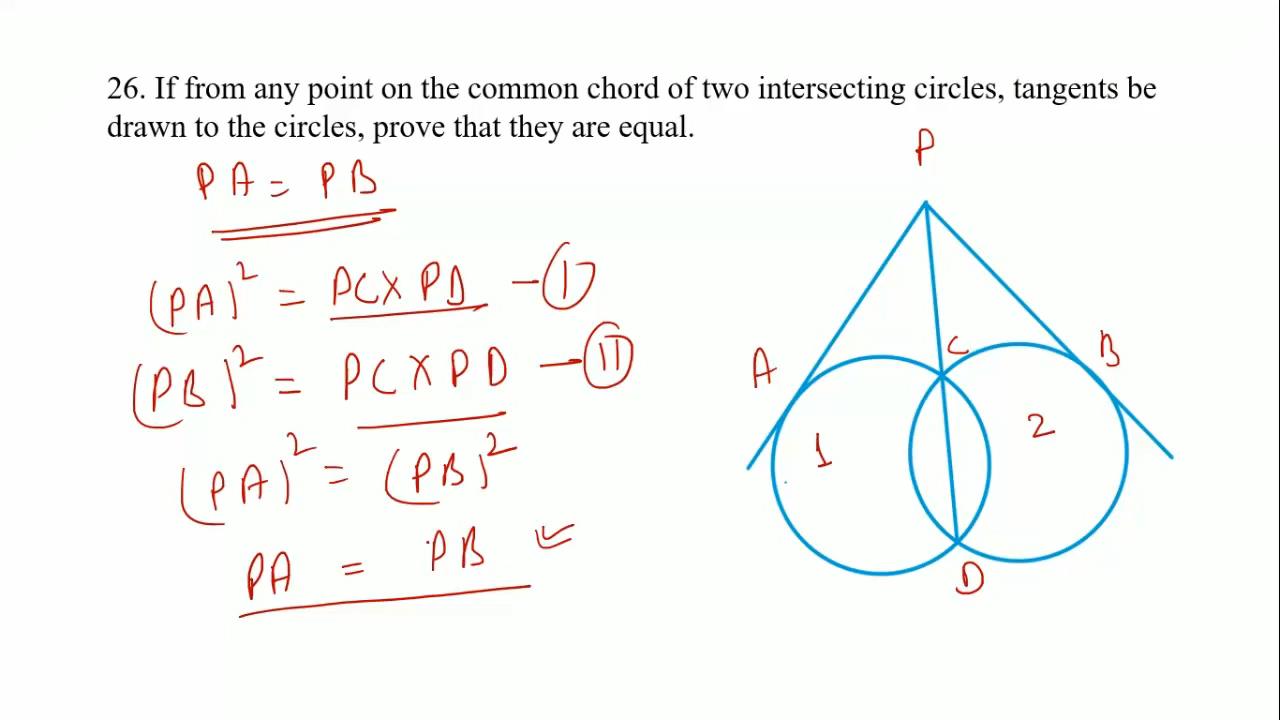 26. If from any point on the common chord of two intersecting circles, tangents be
drawn to the circles, prove that they are equal.
PA = PB
(PA)² = PC×PD - I
(PB)² = PC×PD - II
(PA)² = (PB)²
PA = PB
P
A
C
B
1
2
D